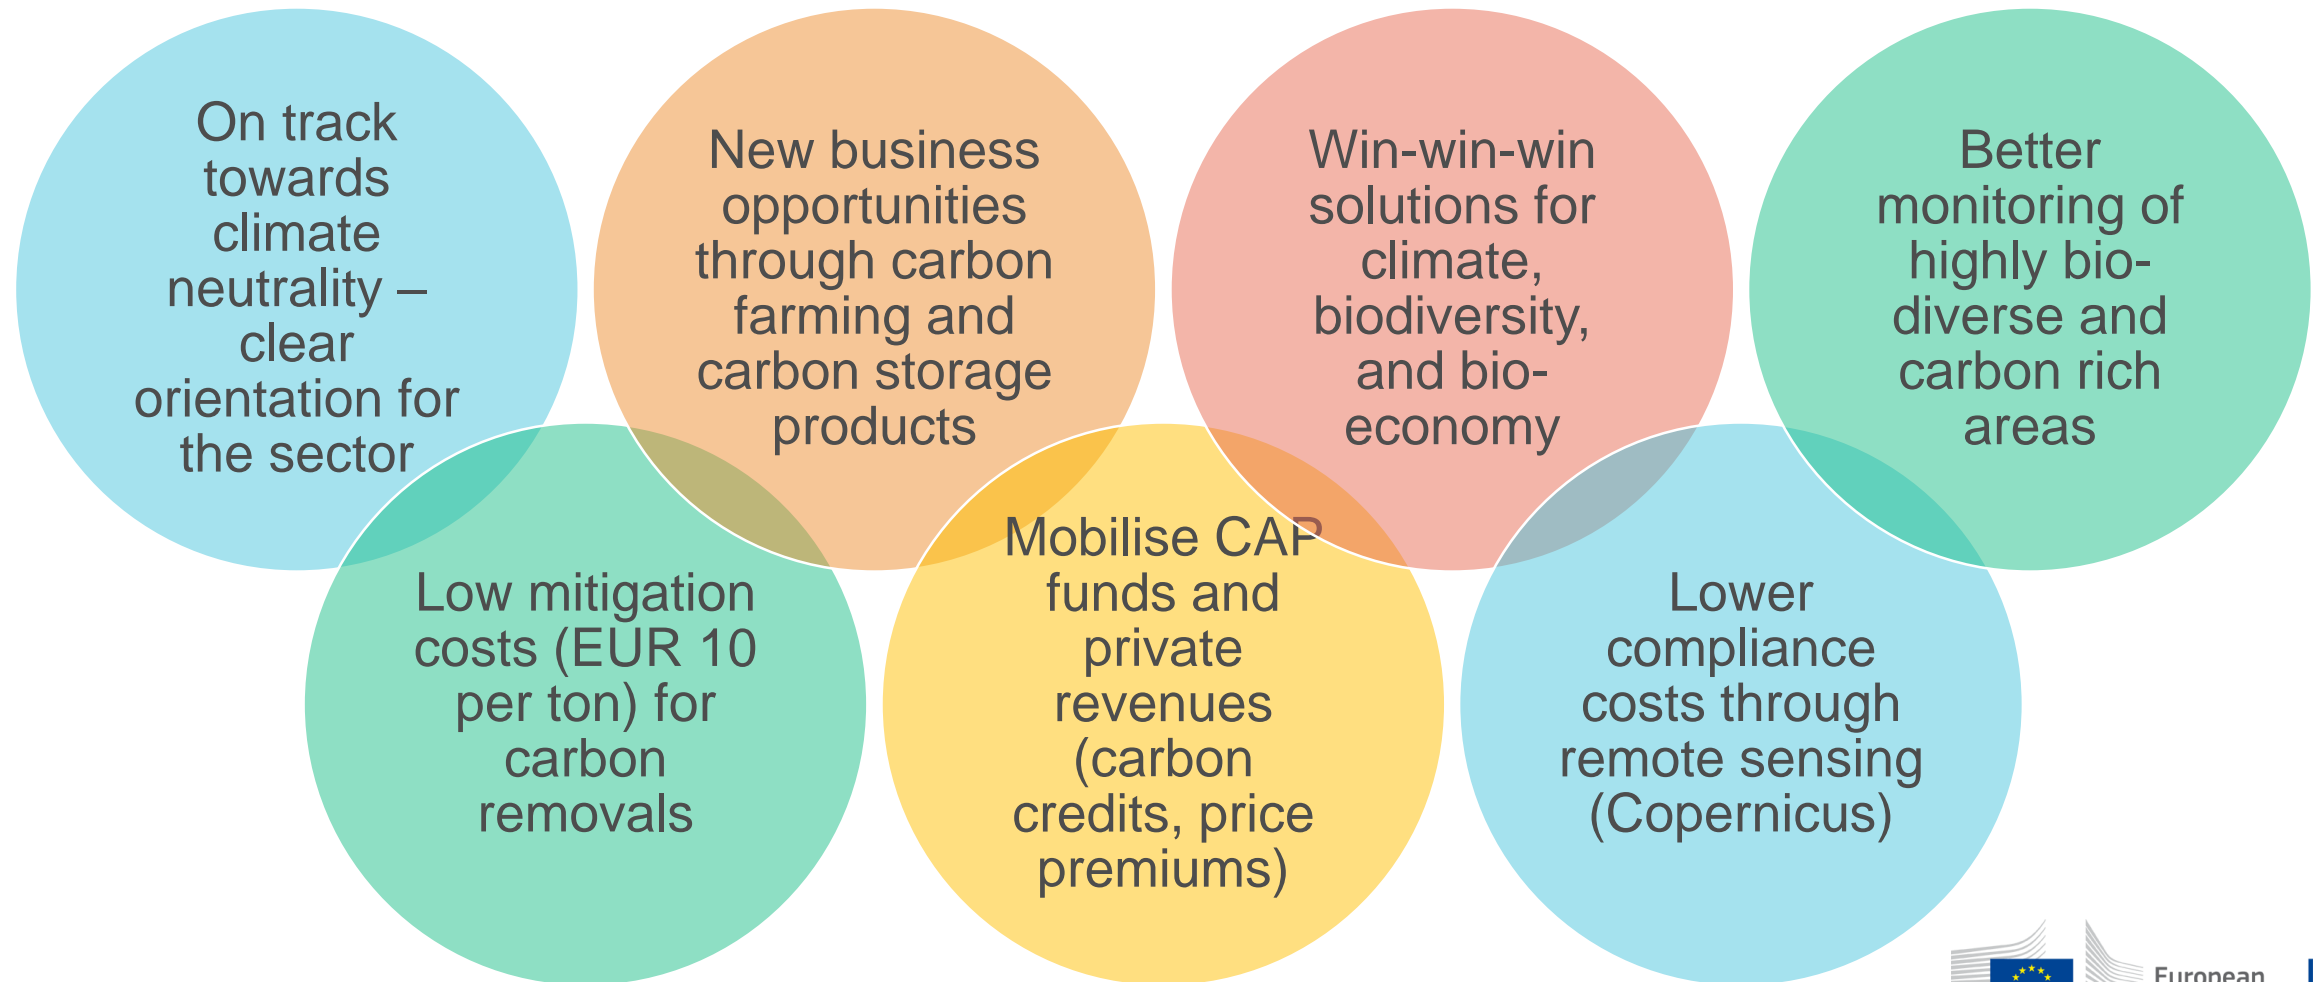 On track
towards
climate
neutrality –
clear
orientation for
the sector
Low mitigation
costs (EUR 10
per ton) for
carbon
removals
New business
opportunities
through carbon
farming and
carbon storage
products
Mobilise CAP
funds and
private
revenues
(carbon
credits, price
premiums)
Win-win-win
solutions for
climate,
biodiversity,
and bio-
economy
Lower
compliance
costs through
remote sensing
(Copernicus)
Better
monitoring of
highly bio-
diverse and
carbon rich
areas
European